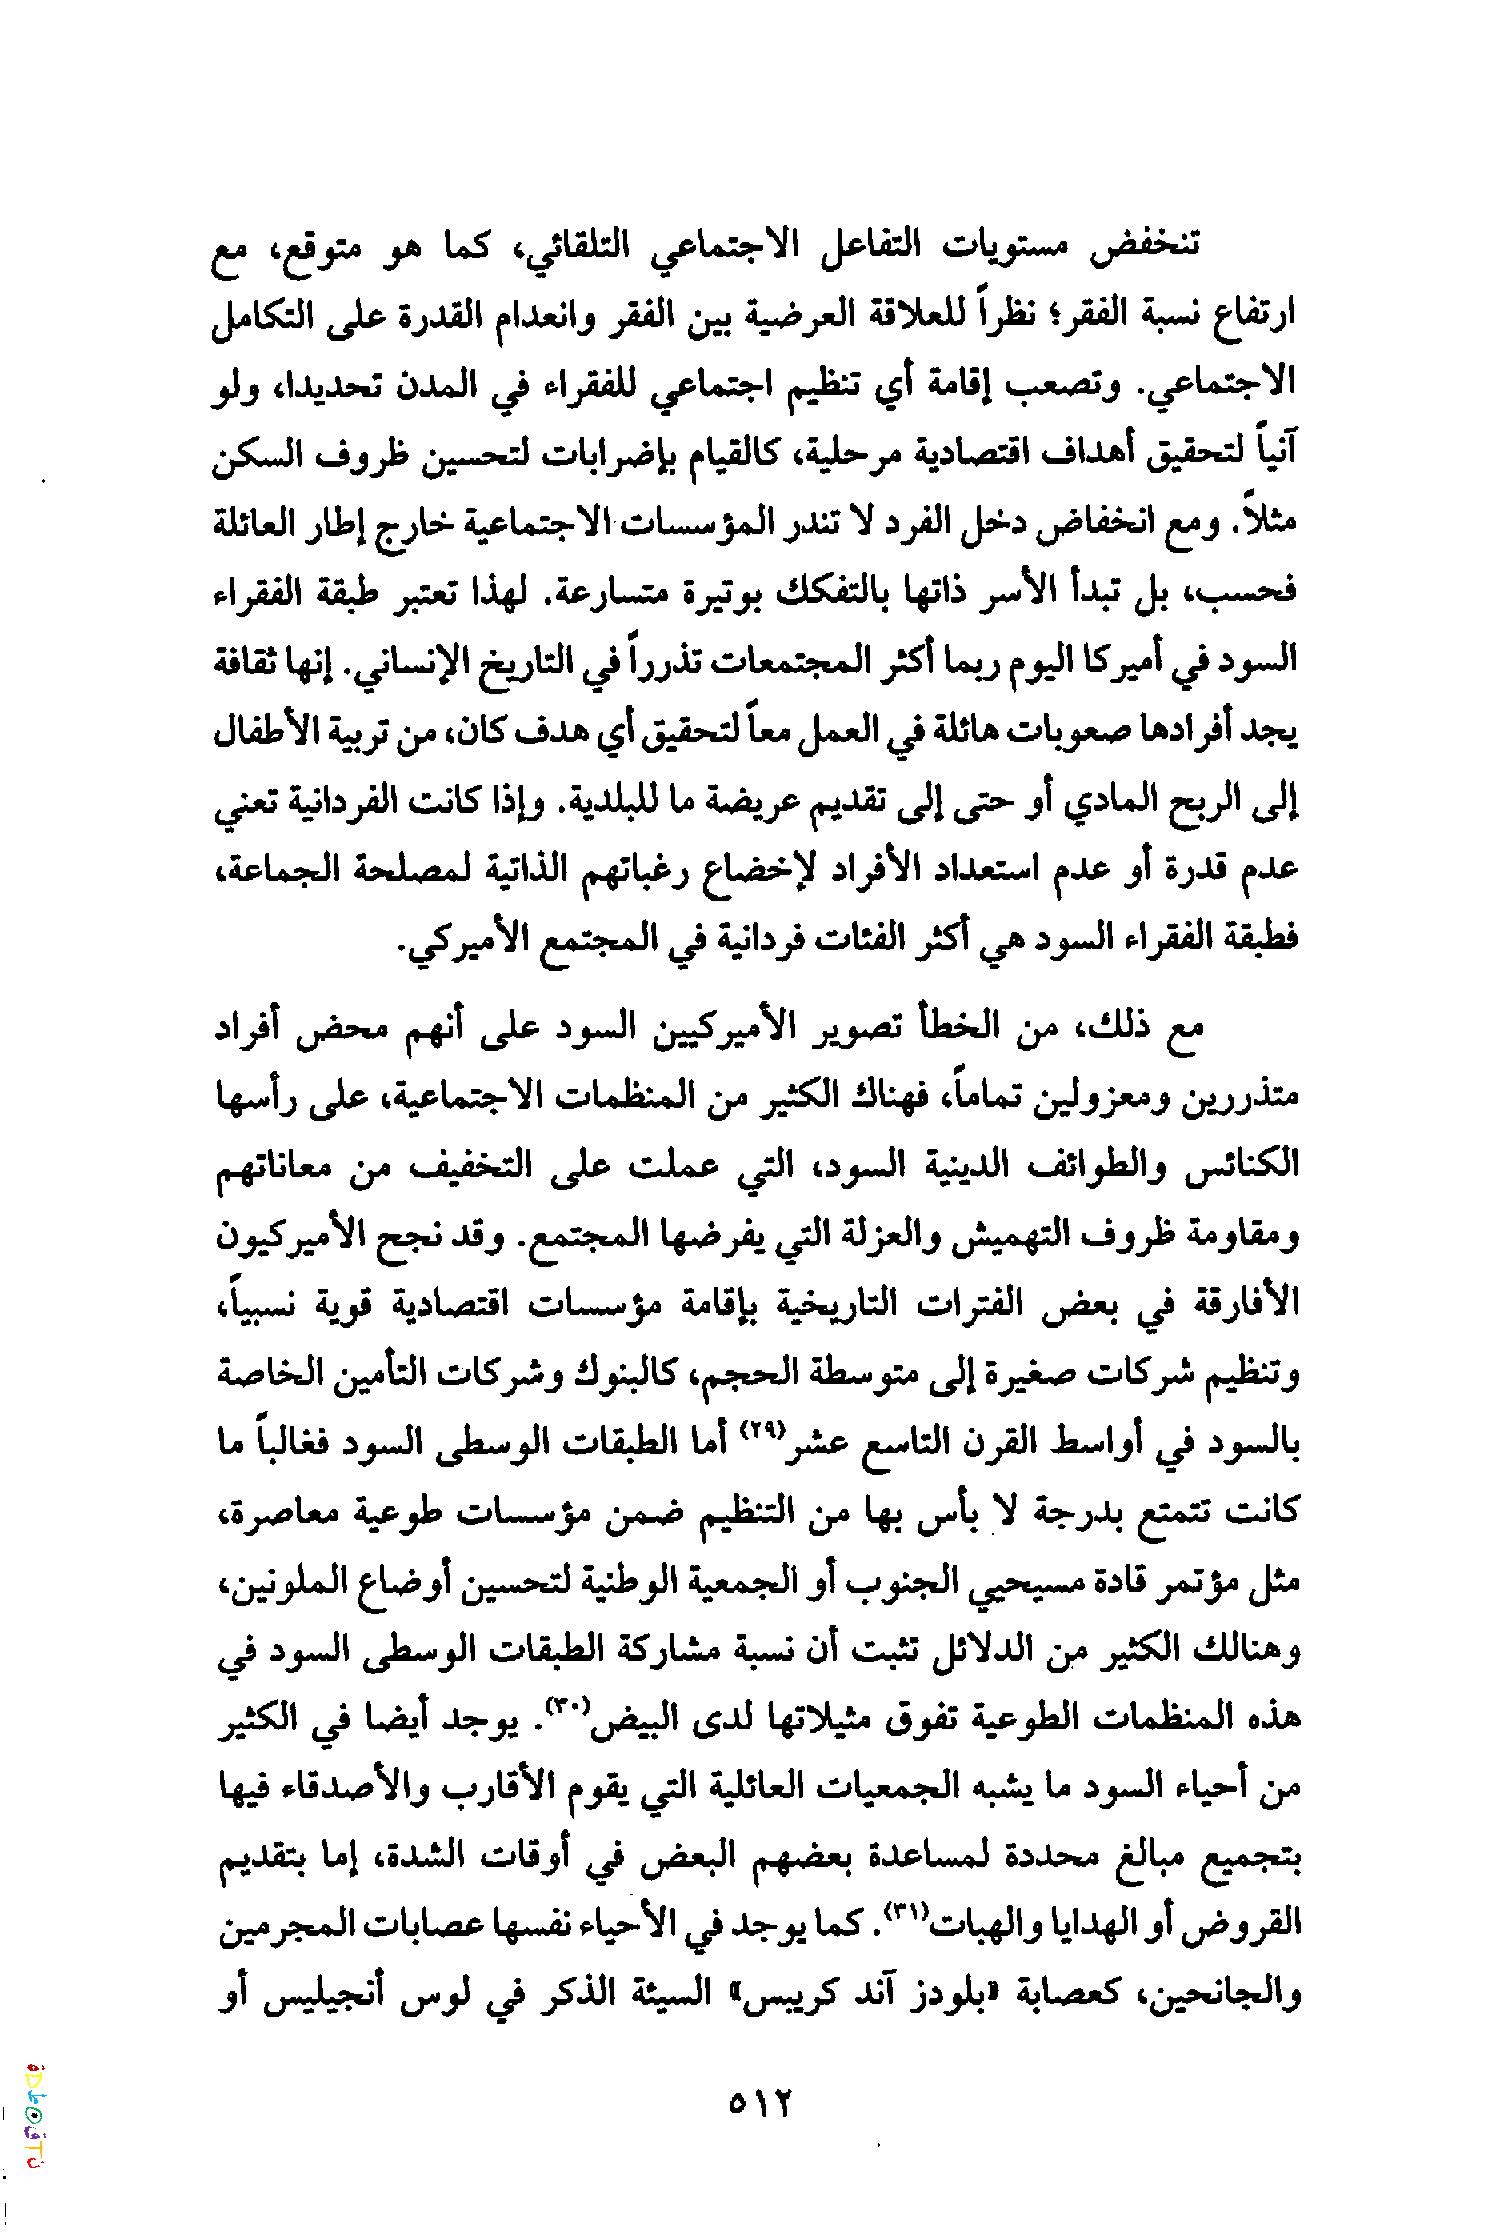 تنخفض مستويات التفاعل الاجتماعي التلقائي، كما هو متوقع، مع
ارتفاع نسبة الفقر؛ نظراً للعلاقة العرضية بين الفقر وانعدام القدرة على التكامل
الاجتماعي. وتصعب إقامة أي تنظيم اجتماعي للفقراء في المدن تحديدا، ولو
آنياً لتحقيق أهداف اقتصادية مرحلية، كالقيام بإضرابات لتحسين ظروف السكن
مثلاً. ومع انخفاض دخل الفرد لا تندر المؤسسات الاجتماعية خارج إطار العائلة
فحسب، بل تبدأ الأسر ذاتها بالتفكك بوتيرة متسارعة. لهذا تعتبر طبقة الفقراء
السود في أميركا اليوم ربما أكثر المجتمعات تذرراً في التاريخ الإنساني. إنها ثقافة
يجد أفرادها صعوبات هائلة في العمل معاً لتحقيق أي هدف كان، من تربية الأطفال
إلى الربح المادي أو حتى إلى تقديم عريضة ما للبلدية. وإذا كانت الفردانية تعني
عدم قدرة أو عدم استعداد الأفراد لإخضاع رغباتهم الذاتية لمصلحة الجماعة،
فطبقة الفقراء السود هي أكثر الفئات فردانية في المجتمع الأميركي.
مع ذلك، من الخطأ تصوير الأميركيين السود على أنهم محض أفراد
متذررين ومعزولين تماماً، فهناك الكثير من المنظمات الاجتماعية، على رأسها
الكنائس والطوائف الدينية السود، التي عملت على التخفيف من معاناتهم
ومقاومة ظروف التهميش والعزلة التي يفرضها المجتمع. وقد نجح الأميركيون
الأفارقة في بعض الفترات التاريخية بإقامة مؤسسات اقتصادية قوية نسبياً،
وتنظيم شركات صغيرة إلى متوسطة الحجم، كالبنوك وشركات التأمين الخاصة
بالسود في أواسط القرن التاسع عشر(٢٩) أما الطبقات الوسطى السود فغالباً ما
كانت تتمتع بدرجة لا بأس بها من التنظيم ضمن مؤسسات طوعية معاصرة،
مثل مؤتمر قادة مسيحيي الجنوب أو الجمعية الوطنية لتحسين أوضاع الملونين،
وهنالك الكثير من الدلائل تثبت أن نسبة مشاركة الطبقات الوسطى السود في
هذه المنظمات الطوعية تفوق مثيلاتها لدى البيض(٣٠). يوجد أيضا في الكثير
من أحياء السود ما يشبه الجمعيات العائلية التي يقوم الأقارب والأصدقاء فيها
بتجميع مبالغ محددة لمساعدة بعضهم البعض في أوقات الشدة، إما بتقديم
القروض أو الهدايا والهبات(٣١). كما يوجد في الأحياء نفسها عصابات المجرمين
والجانحين، كعصابة «بلودز آند كريبس» السيئة الذكر في لوس أنجيليس أو
٥١٢